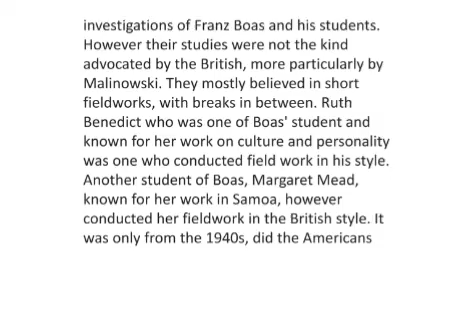 investigations of Franz Boas and his students.
However their studies were not the kind
advocated by the British, more particularly by
Malinowski. They mostly believed in short
fieldworks, with breaks in between. Ruth
Benedict who was one of Boas' student and
known for her work on culture and personality
was one who conducted field work in his style.
Another student of Boas, Margaret Mead,
known for her work in Samoa, however
conducted her fieldwork in the British style. It
was only from the 1940s, did the Americans